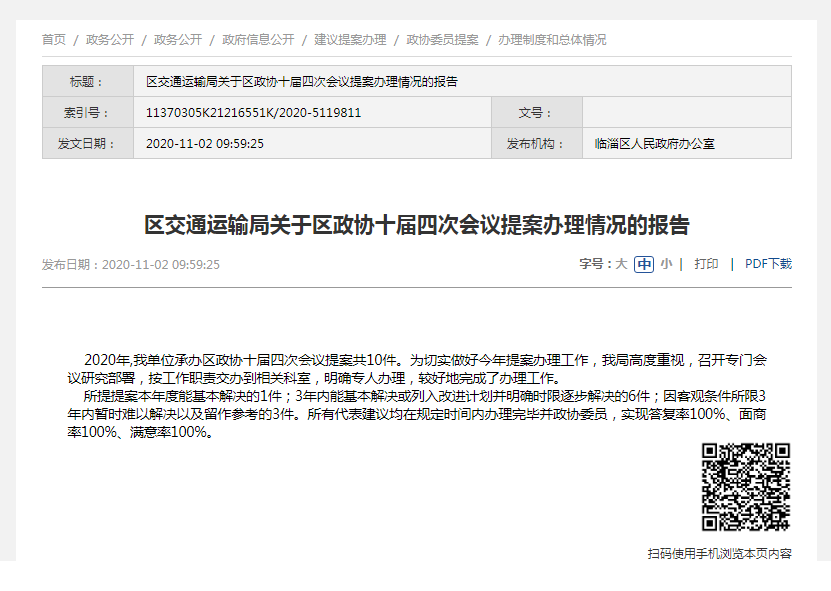 首页 / 政务公开 / 政务公开 / 政府信息公开 / 建议提案办理 / 政协委员提案 / 办理制度和总体情况
标题： 区交通运输局关于区政协十届四次会议提案办理情况的报告
索引号： 11370305K21216551K/2020-5119811 文号：
发文日期： 2020-11-02 09:59:25 发布机构： 临淄区人民政府办公室
区交通运输局关于区政协十届四次会议提案办理情况的报告
发布日期：2020-11-02 09:59:25 字号：大 中 小 | 打印 | PDF下载
2020年,我单位承办区政协十届四次会议提案共10件。为切实做好今年提案办理工作，我局高度重视，召开专门会
议研究部署，按工作职责交办到相关科室，明确专人办理，较好地完成了办理工作。
所提提案本年度能基本解决的1件；3年内能基本解决或列入改进计划并明确时限逐步解决的6件；因客观条件所限3
年内暂时难以解决以及留作参考的3件。所有代表建议均在规定时间内办理完毕并政协委员，实现答复率100%、面商
率100%、满意率100%。
扫码使用手机浏览本页内容